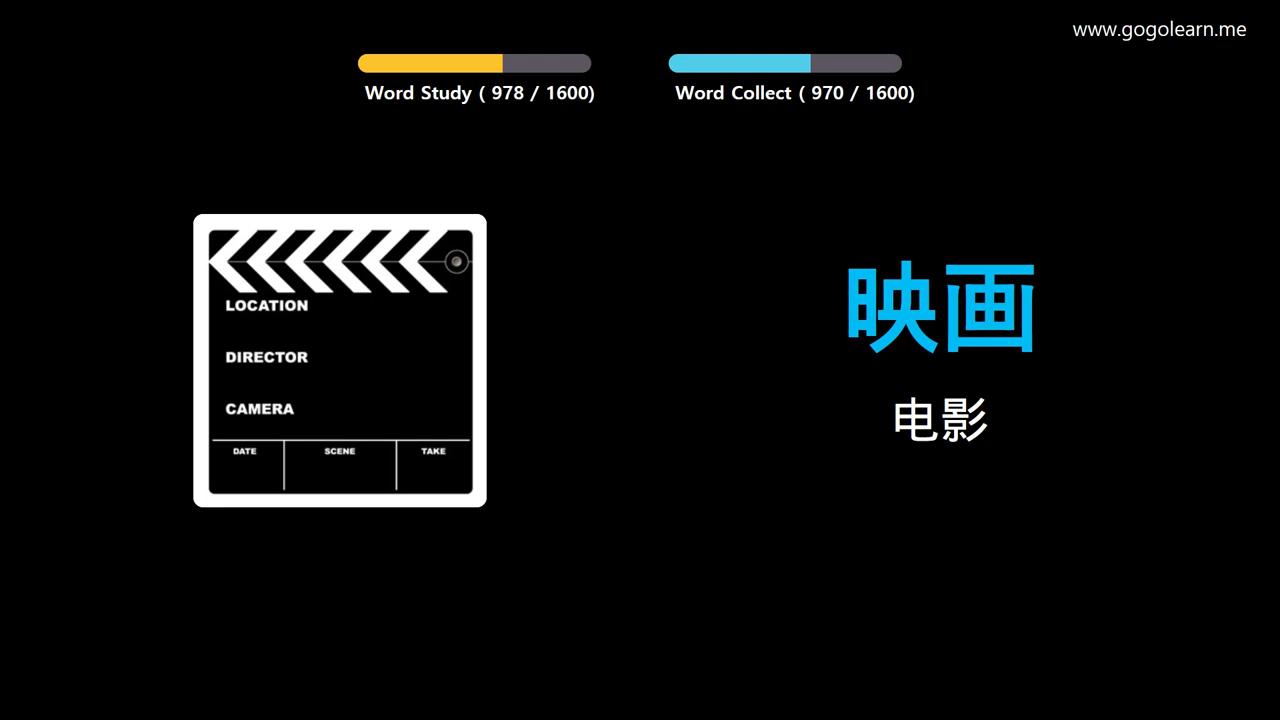 www.gogolearn.me
Word Study ( 978 / 1600)
Word Collect ( 970 / 1600)
LOCATION
DIRECTOR
CAMERA
DATE
SCENE
TAKE
映画
电影